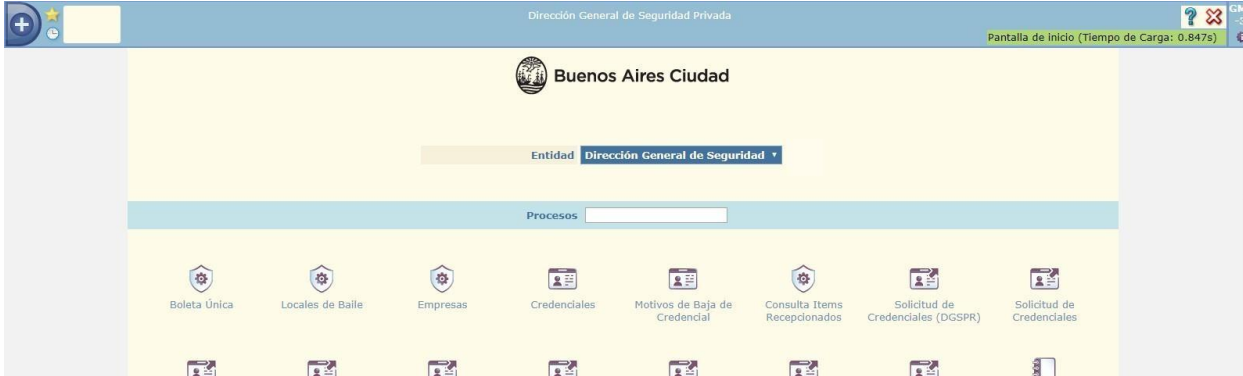 Dirección General de Seguridad Privada
Pantalla de inicio (Tiempo de Carga: 0.847s)
Buenos Aires Ciudad
Entidad Dirección General de Seguridad
Procesos
Boleta Única
Locales de Baile
Empresas
Credenciales
Motivos de Baja de
Credencial
Consulta Items
Recepcionados
Solicitud de
Credenciales (DGSPR)
Solicitud de
Credenciales